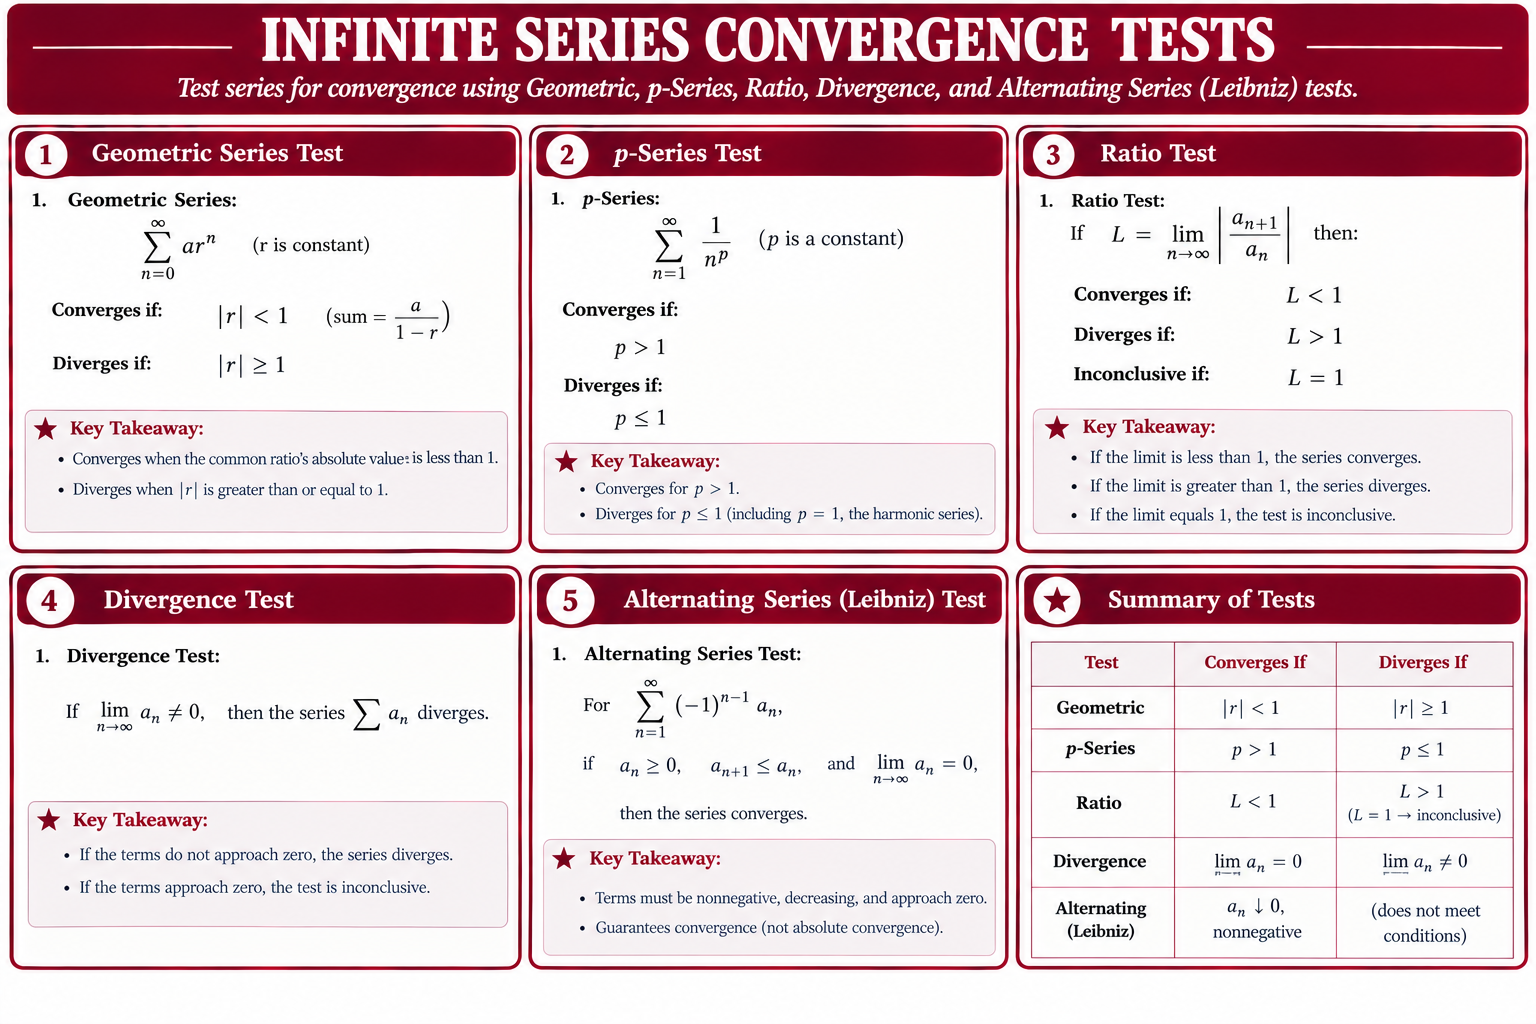 INFINITE SERIES CONVERGENCE TESTS
Test series for convergence using Geometric, p-Series, Ratio, Divergence, and Alternating Series (Leibniz) tests.
1 Geometric Series Test
1. Geometric Series:
∑_{n=0}^{∞} ar^n (r is constant)
Converges if: |r| < 1 (sum = a/(1 − r))
Diverges if: |r| ≥ 1
★ Key Takeaway:
• Converges when the common ratio's absolute value: is less than 1.
• Diverges when |r| is greater than or equal to 1.
2 p-Series Test
1. p-Series:
∑_{n=1}^{∞} 1/n^p (p is a constant)
Converges if:
p > 1
Diverges if:
p ≤ 1
★ Key Takeaway:
• Converges for p > 1.
• Diverges for p ≤ 1 (including p = 1, the harmonic series).
3 Ratio Test
1. Ratio Test:
If L = lim_{n→∞} |a_{n+1}/a_n| then:
Converges if: L < 1
Diverges if: L > 1
Inconclusive if: L = 1
★ Key Takeaway:
• If the limit is less than 1, the series converges.
• If the limit is greater than 1, the series diverges.
• If the limit equals 1, the test is inconclusive.
4 Divergence Test
1. Divergence Test:
If lim_{n→∞} a_n ≠ 0, then the series ∑ a_n diverges.
★ Key Takeaway:
• If the terms do not approach zero, the series diverges.
• If the terms approach zero, the test is inconclusive.
5 Alternating Series (Leibniz) Test
1. Alternating Series Test:
For ∑_{n=1}^{∞} (−1)^{n−1} a_n,
if a_n ≥ 0, a_{n+1} ≤ a_n, and lim_{n→∞} a_n = 0,
then the series converges.
★ Key Takeaway:
• Terms must be nonnegative, decreasing, and approach zero.
• Guarantees convergence (not absolute convergence).
★ Summary of Tests
Test Converges If Diverges If
Geometric |r| < 1 |r| ≥ 1
p-Series p > 1 p ≤ 1
Ratio L < 1 L > 1
(L = 1 → inconclusive)
Divergence lim a_n = 0 lim a_n ≠ 0
Alternating (Leibniz) a_n ↓ 0, nonnegative (does not meet conditions)